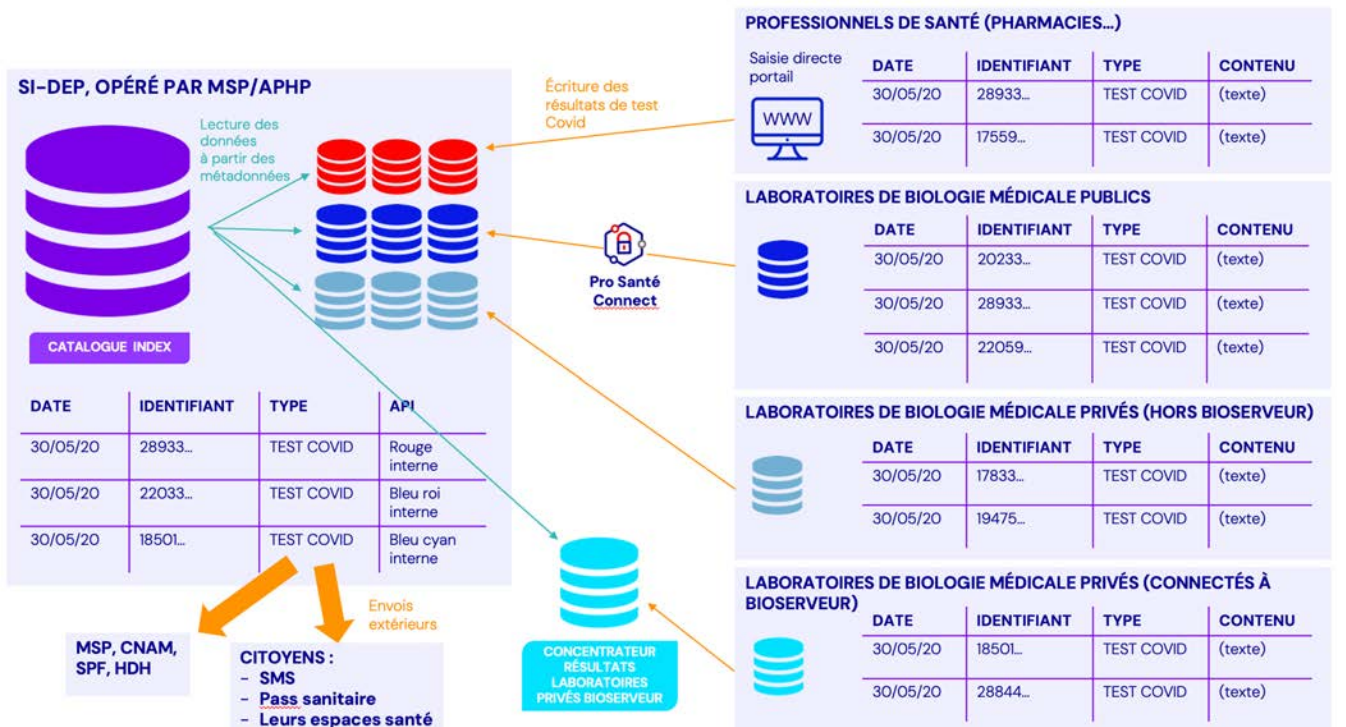 SI-DEP, OPÉRÉ PAR MSP/APHP
Lecture des
données
à partir des
métadonnées
CATALOGUE INDEX
DATE IDENTIFIANT TYPE API
30/05/20 28933... TEST COVID Rouge
interne
30/05/20 22033... TEST COVID Bleu roi
interne
30/05/20 18501... TEST COVID Bleu cyan
interne
Envois
extérieurs
MSP, CNAM,
SPF, HDH
CITOYENS :
- SMS
- Pass sanitaire
- Leurs espaces santé
Écriture des
résultats de test
Covid
Pro Santé
Connect
CONCENTRATEUR
RÉSULTATS
LABORATOIRES
PRIVÉS BIOSERVEUR
PROFESSIONNELS DE SANTÉ (PHARMACIES...)
Saisie directe
portail
WWW
DATE IDENTIFIANT TYPE CONTENU
30/05/20 28933... TEST COVID (texte)
30/05/20 17559... TEST COVID (texte)
LABORATOIRES DE BIOLOGIE MÉDICALE PUBLICS
DATE IDENTIFIANT TYPE CONTENU
30/05/20 20233... TEST COVID (texte)
30/05/20 28933... TEST COVID (texte)
30/05/20 22059... TEST COVID (texte)
LABORATOIRES DE BIOLOGIE MÉDICALE PRIVÉS (HORS BIOSERVEUR)
DATE IDENTIFIANT TYPE CONTENU
30/05/20 17833... TEST COVID (texte)
30/05/20 19475... TEST COVID (texte)
LABORATOIRES DE BIOLOGIE MÉDICALE PRIVÉS (CONNECTÉS À
BIOSERVEUR)
DATE IDENTIFIANT TYPE CONTENU
30/05/20 18501... TEST COVID (texte)
30/05/20 28844... TEST COVID (texte)